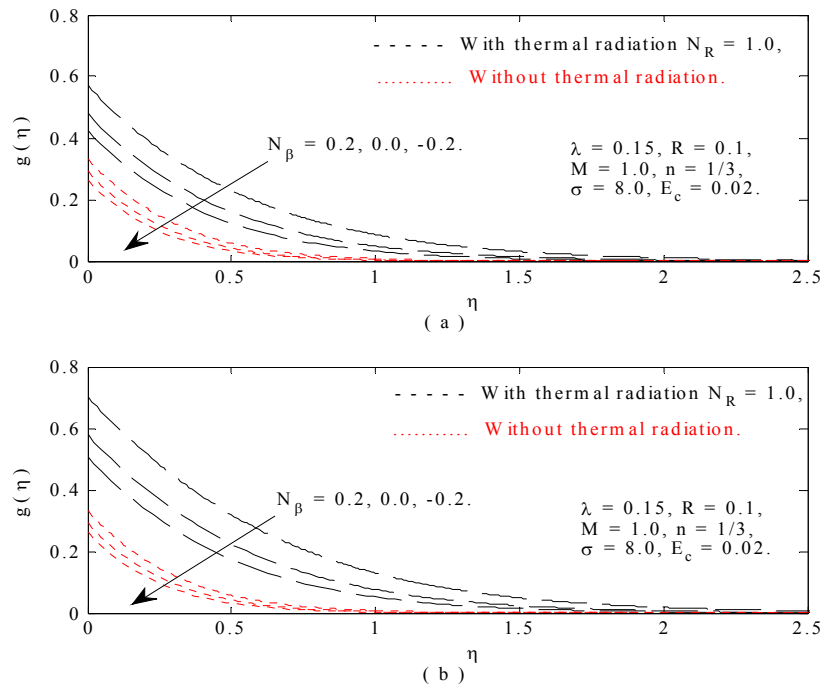 0.8
With thermal radiation N_R = 1.0,
Without thermal radiation.
0.6
g(η)
0.4
N_β = 0.2, 0.0, -0.2.
λ = 0.15, R = 0.1,
M = 1.0, n = 1/3,
σ = 8.0, E_c = 0.02.
0.2
0
0 0.5 1 1.5 2 2.5
η
( a )
0.8
With thermal radiation N_R = 1.0,
Without thermal radiation.
0.6
g(η)
0.4
N_β = 0.2, 0.0, -0.2.
λ = 0.15, R = 0.1,
M = 1.0, n = 1/3,
σ = 8.0, E_c = 0.02.
0.2
0
0 0.5 1 1.5 2 2.5
η
( b )